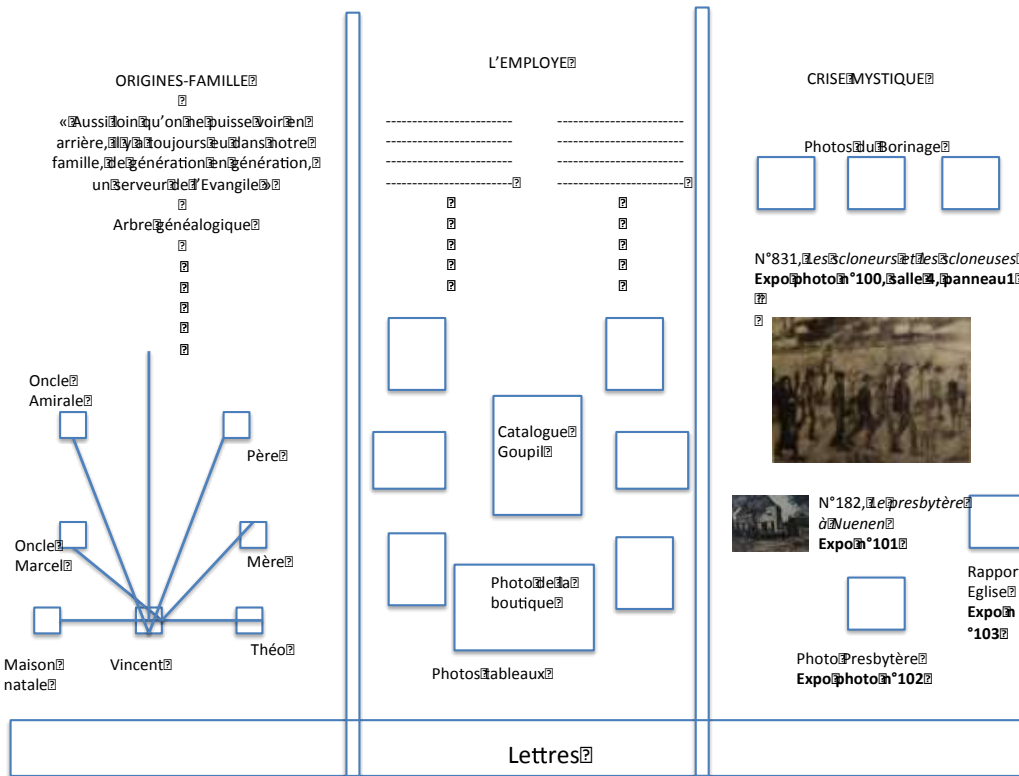 ORIGINES-FAMILLE
« Aussi loin qu'on ne puisse voir en
arrière, il y a toujours eu dans notre
famille, de génération en génération,
un serveur de l'Evangile »
Arbre généalogique
Oncle
Amirale
Père
Oncle
Marcel
Mère
Maison
natale
Vincent
Théo
L'EMPLOYE
------------------------
------------------------
------------------------
------------------------
------------------------
------------------------
------------------------
------------------------
Catalogue
Goupil
Photo de la
boutique
Photos tableaux
CRISE MYSTIQUE
Photos du Borinage
N°831, Les scloneurs et les scloneuses
Expo photo n°100, salle 4, panneau1
N°182, Le presbytère
à Nuenen
Expo n°101
Rapport
Eglise
Expo n
°103
Photo Presbytère
Expo photo n°102
Lettres